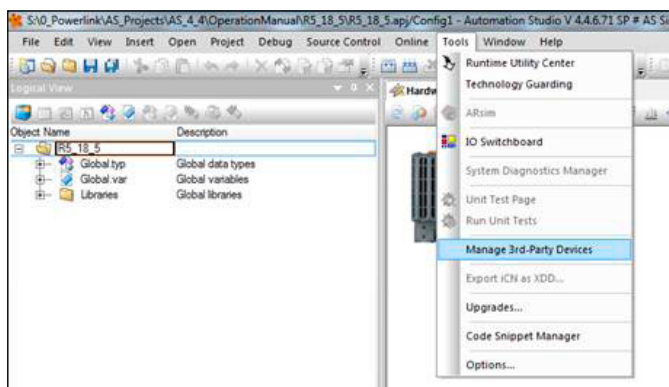 S:\0_Powerlink\AS_Projects\AS_4_4\OperationManual\R5_18_5\R5_18_5.apj/Config1 - Automation Studio V 4.4.6.71 SP # AS Si
File Edit View Insert Open Project Debug Source Control Online Tools Window Help
Logical View
Hardw
Object Name Description
R5_18_5
Global.typ Global data types
Global.var Global variables
Libraries Global libraries
Runtime Utility Center
Technology Guarding
ARsim
IO Switchboard
System Diagnostics Manager
Unit Test Page
Run Unit Tests
Manage 3rd-Party Devices
Export iCN as XDD...
Upgrades...
Code Snippet Manager
Options...